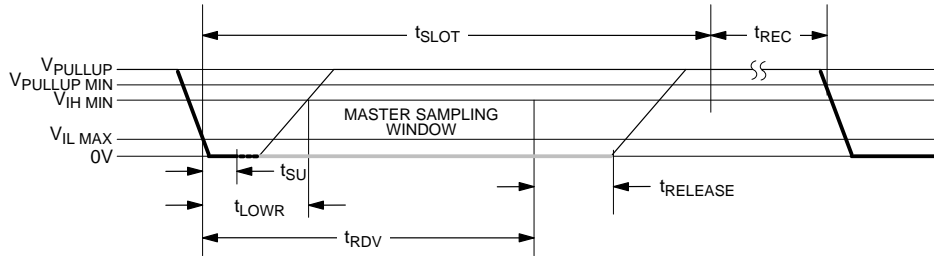 tSLOT
tREC
VPULLUP
VPULLUP MIN
VIH MIN
MASTER SAMPLING
WINDOW
VIL MAX
0V
tSU
tRELEASE
tLOWR
tRDV